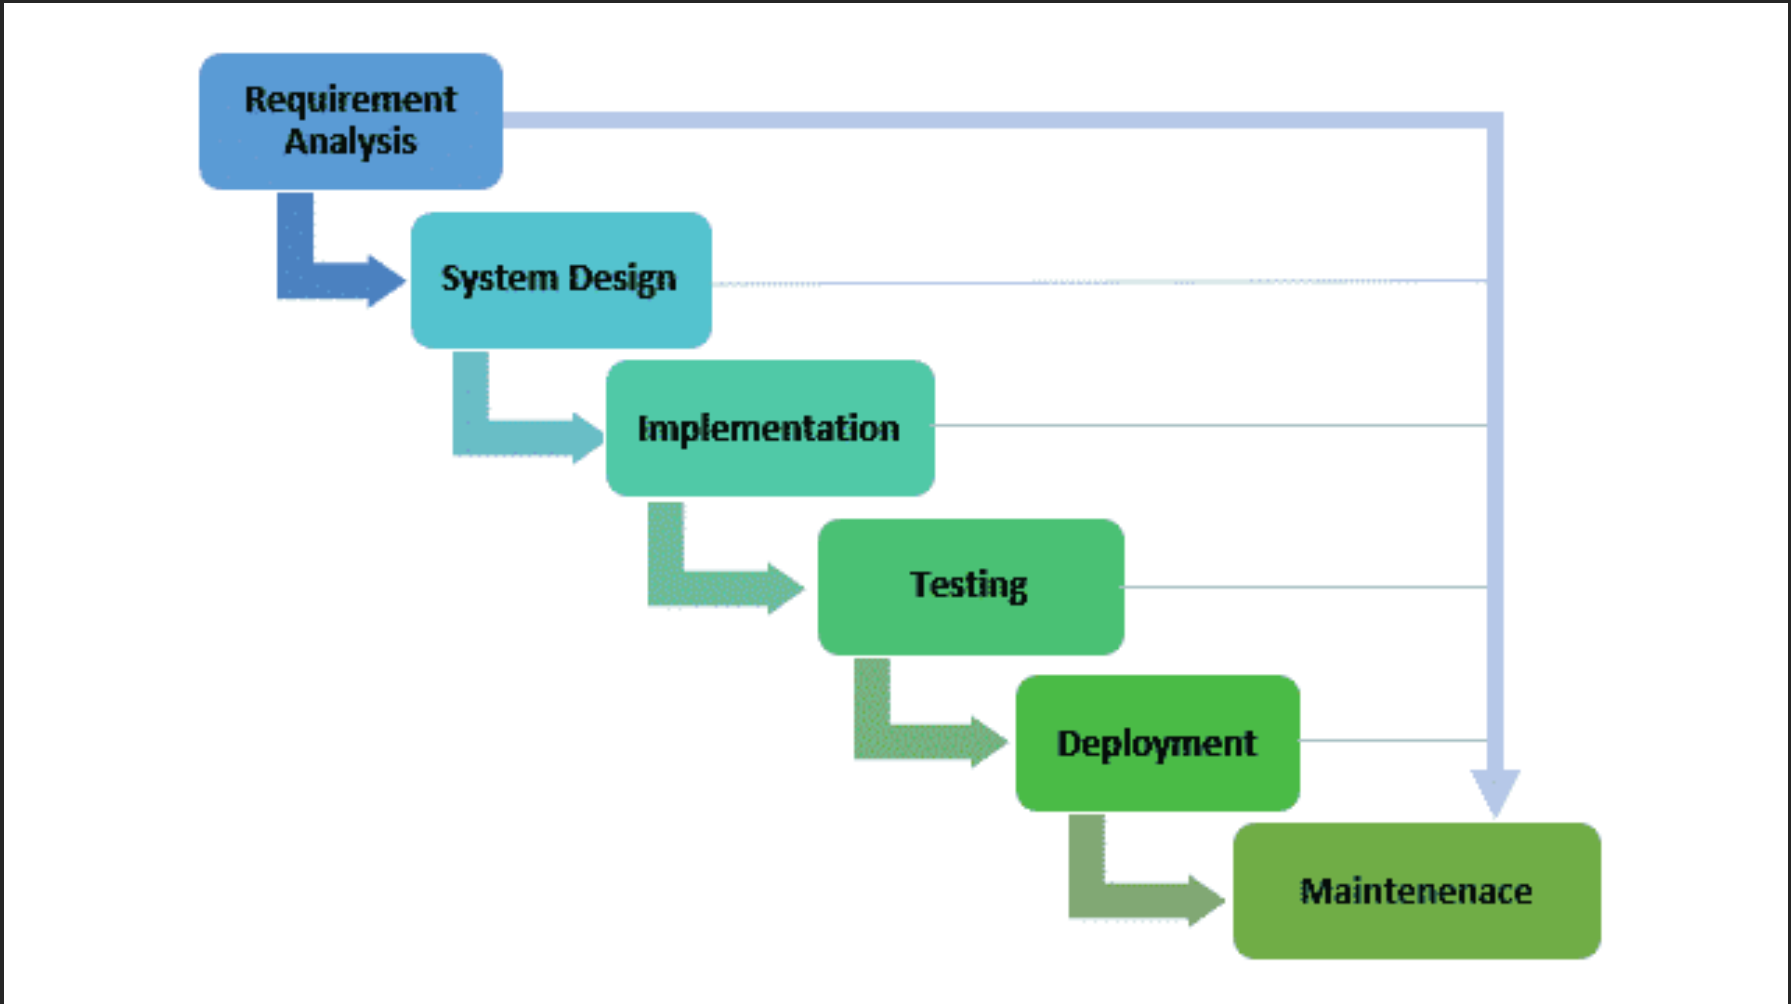 Requirement
Analysis
System Design
Implementation
Testing
Deployment
Maintenenace